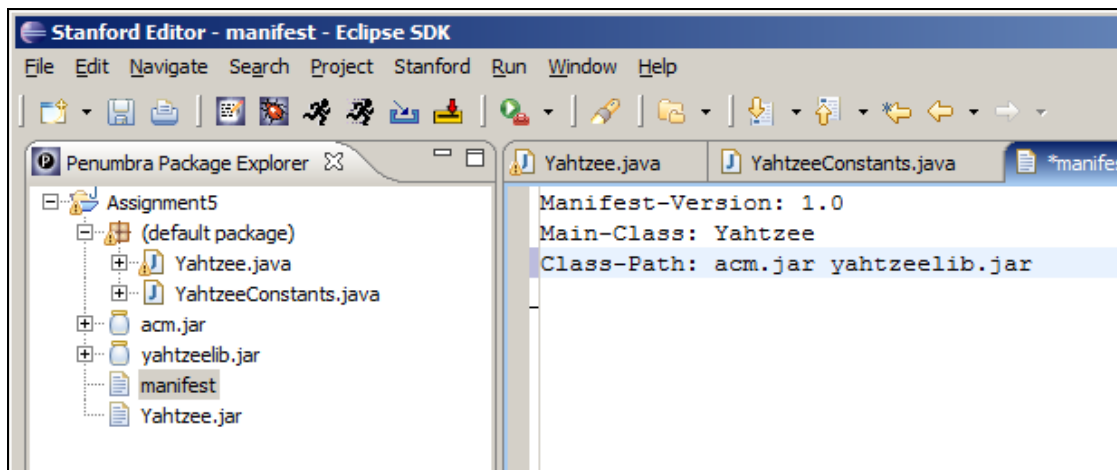 Stanford Editor - manifest - Eclipse SDK
File Edit Navigate Search Project Stanford Run Window Help
Penumbra Package Explorer
Yahtzee.java
YahtzeeConstants.java
*manifes
Assignment5
(default package)
Yahtzee.java
YahtzeeConstants.java
acm.jar
yahtzeelib.jar
manifest
Yahtzee.jar
Manifest-Version: 1.0
Main-Class: Yahtzee
Class-Path: acm.jar yahtzeelib.jar